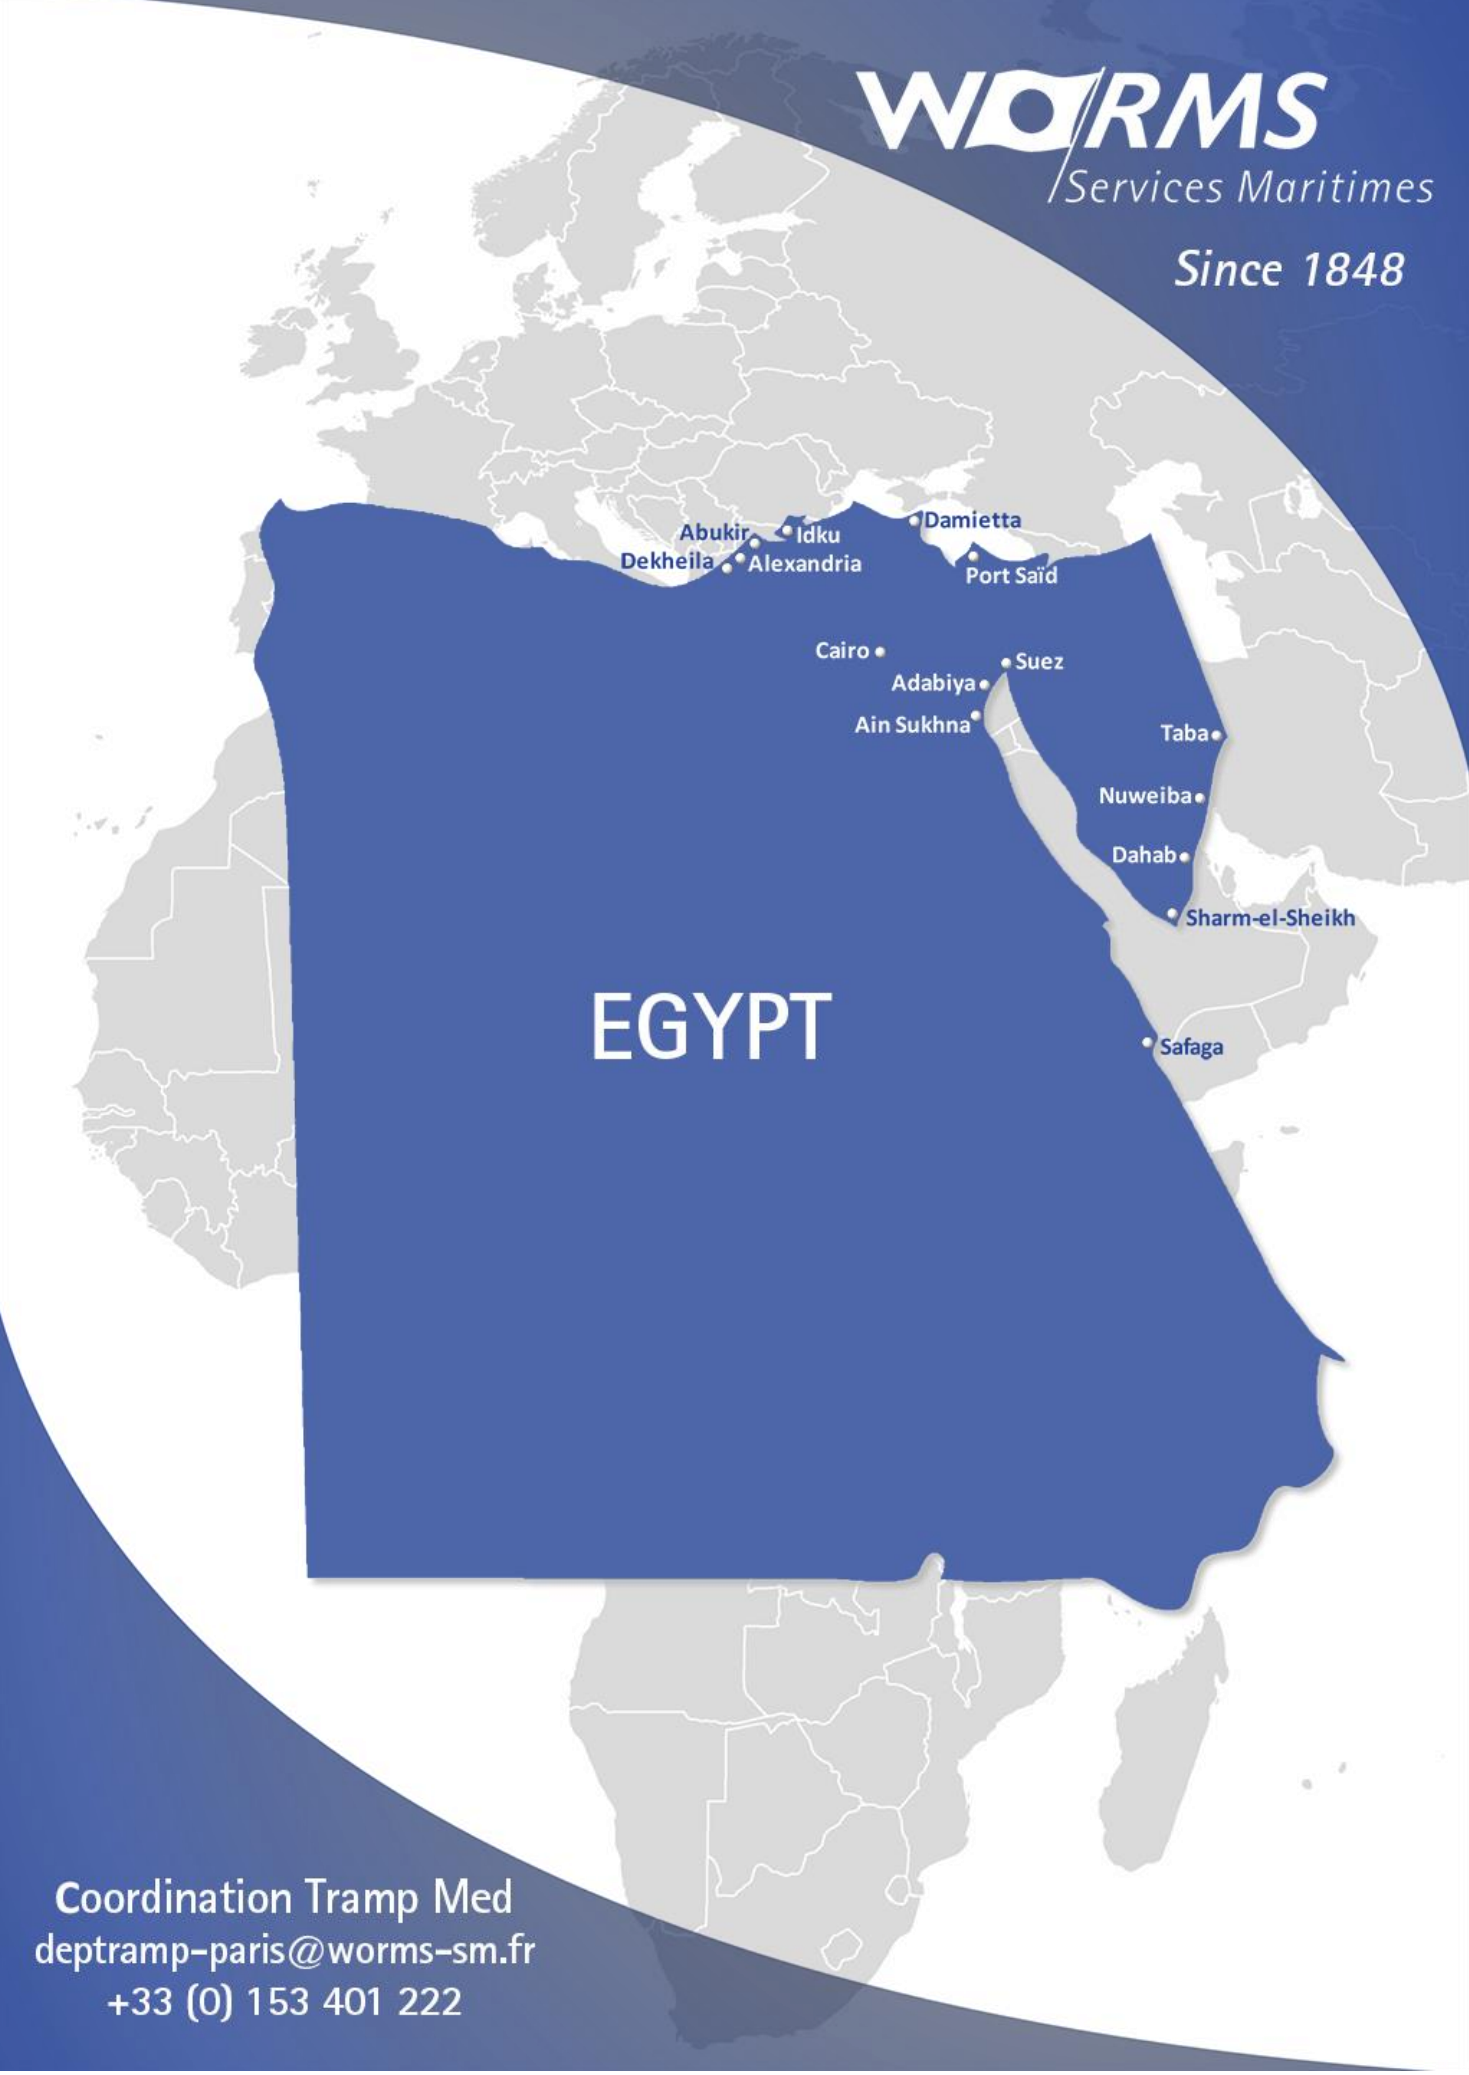 WORMS
Services Maritimes
Since 1848
Damietta
Abukir
Idku
Dekheila
Alexandria
Port Saïd
Cairo
Suez
Adabiya
Ain Sukhna
Taba
Nuweiba
Dahab
Sharm-el-Sheikh
EGYPT
Safaga
Coordination Tramp Med
deptramp-paris@worms-sm.fr
+33 (0) 153 401 222